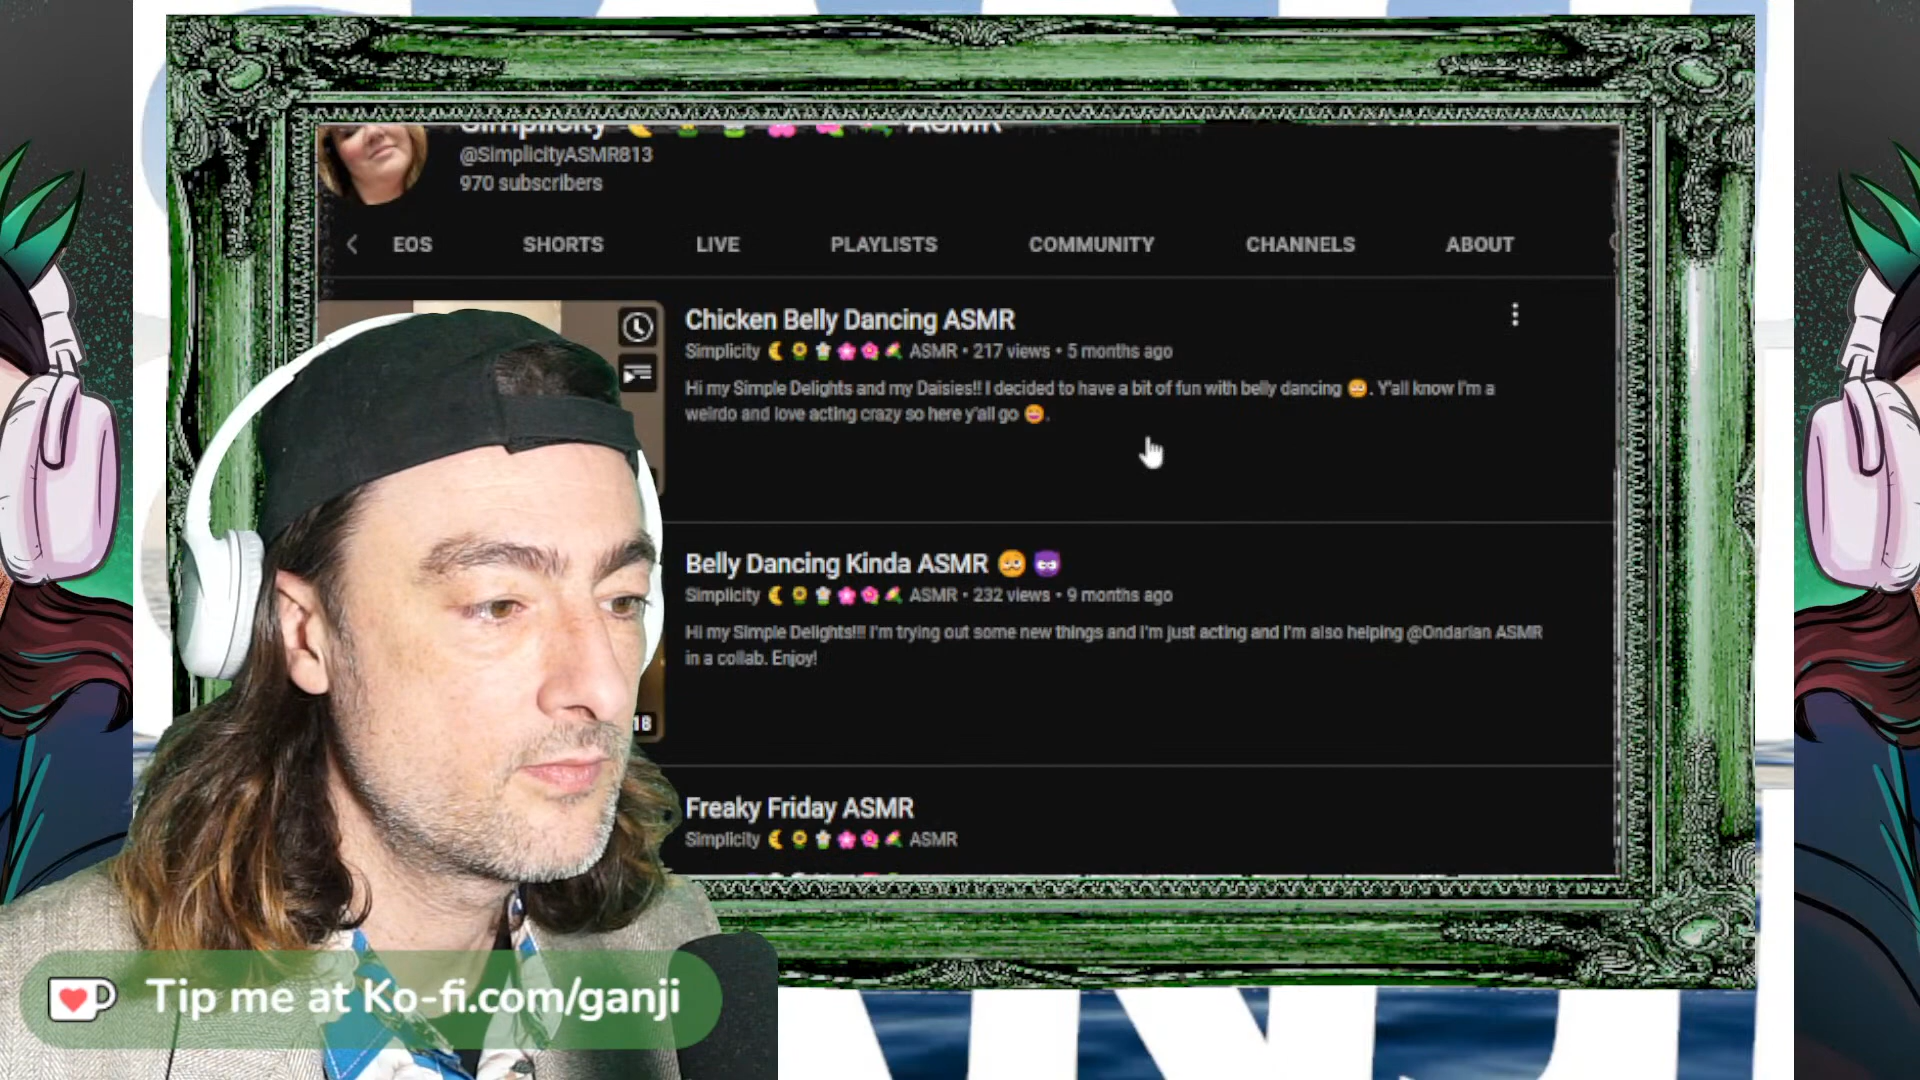 Simplicity 🌙 🌻 🌼 🌸 🌺 🌷 ASMR
@SimplicityASMR813
970 subscribers
EOS SHORTS LIVE PLAYLISTS COMMUNITY CHANNELS ABOUT
Chicken Belly Dancing ASMR
Simplicity ASMR • 217 views • 5 months ago
Hi my Simple Delights and my Daisies!! I decided to have a bit of fun with belly dancing 😁. Y'all know I'm a
weirdo and love acting crazy so here y'all go 😁.
Belly Dancing Kinda ASMR
Simplicity ASMR • 232 views • 9 months ago
Hi my Simple Delights!!! I'm trying out some new things and I'm just acting and I'm also helping @Ondarian ASMR
in a collab. Enjoy!
18
Freaky Friday ASMR
Simplicity ASMR
Tip me at Ko-fi.com/ganji